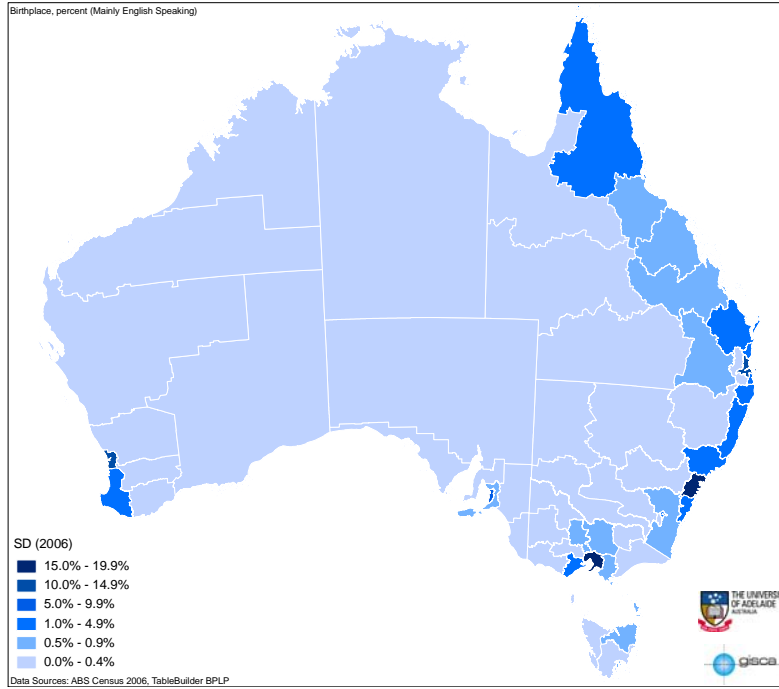 Birthplace, percent (Mainly English Speaking)
SD (2006)
15.0% - 19.9%
10.0% - 14.9%
5.0% - 9.9%
1.0% - 4.9%
0.5% - 0.9%
0.0% - 0.4%
THE UNIVERSI
OF ADELAIDE
AUSTRALIA
gisca
Data Sources: ABS Census 2006, TableBuilder BPLP